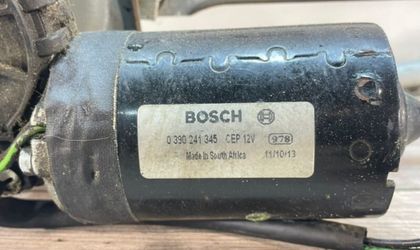 BOSCH
0 390 241 345 CEP 12V 978
Made in South Africa 11/10/13